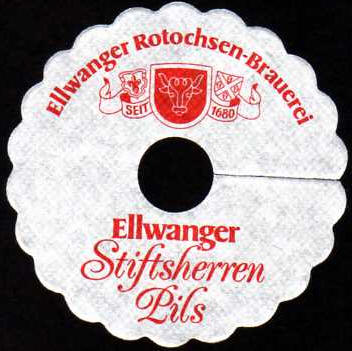 Ellwanger Rotochsen-Brauerei
SEIT 1680
Ellwanger
Stiftsherren
Pils